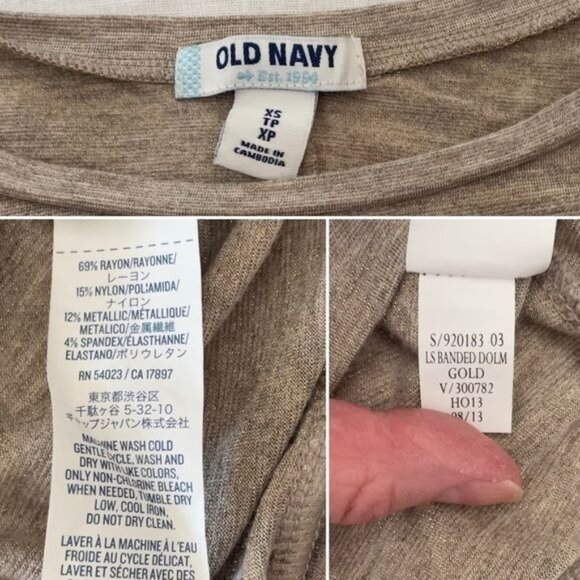 OLD NAVY
Est. 1994
XS
TP
XP
MADE IN
CAMBODIA
69% RAYON/RAYONNE/
レーヨン
15% NYLON/POLIAMIDA/
ナイロン
12% METALLIC/MÉTALLIQUE/
METALICO/金属繊維
4% SPANDEX/ÉLASTHANNE/
ELASTANO/ポリウレタン
RN 54023 / CA 17897
東京都渋谷区
千駄ヶ谷 5-32-10
ギャップジャパン株式会社
MACHINE WASH COLD
GENTLE CYCLE, WASH AND
DRY WITH LIKE COLORS,
ONLY NON-CHLORINE BLEACH
WHEN NEEDED, TUMBLE DRY
LOW, COOL IRON,
DO NOT DRY CLEAN.
LAVER À LA MACHINE À L'EAU
FROIDE AU CYCLE DÉLICAT,
LAVER ET SÉCHER AVEC DES
S/920183 03
LS BANDED DOLM
GOLD
V/300782
HO13
08/13